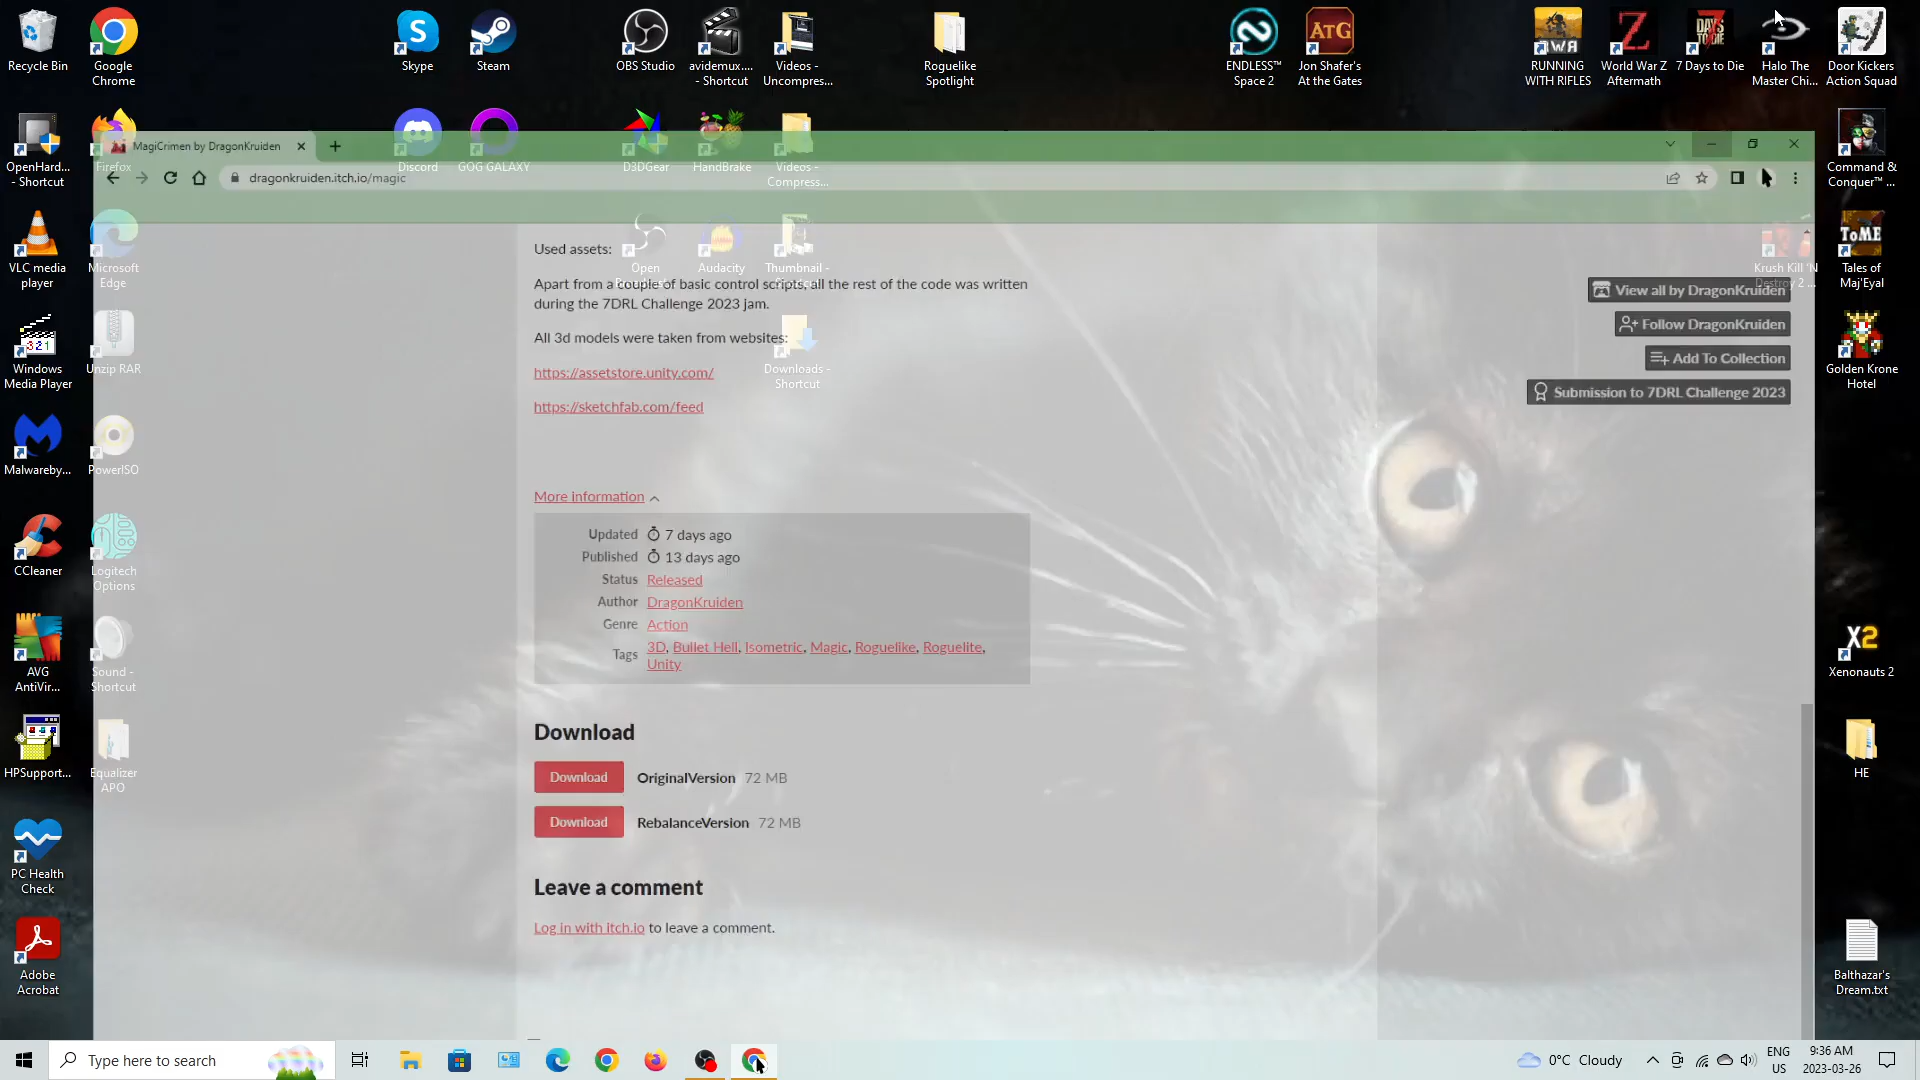 Recycle Bin
Google Chrome
Skype
Steam
OBS Studio
avidemux.... - Shortcut
Videos - Uncompres...
Roguelike Spotlight
ENDLESS™ Space 2
Jon Shafer's At the Gates
RUNNING WITH RIFLES
World War Z Aftermath
7 Days to Die
Halo The Master Chi...
Door Kickers Action Squad
OpenHard... - Shortcut
Firefox
Discord
GOG GALAXY
D3DGear
HandBrake
Videos - Compress...
Command & Conquer™ ...
MagiCrimen by DragonKruiden
dragonkruiden.itch.io/magic
VLC media player
Microsoft Edge
Open
Audacity
Thumbnail -
Krush Kill 'N Destroy 2 ...
Tales of Maj'Eyal
Used assets:
Apart from a couple of basic control scripts, all the rest of the code was written
during the 7DRL Challenge 2023 jam.
All 3d models were taken from websites:
https://assetstore.unity.com/
https://sketchfab.com/feed
View all by DragonKruiden
Follow DragonKruiden
Add To Collection
Submission to 7DRL Challenge 2023
Windows Media Player
Unzip RAR
Downloads - Shortcut
Golden Krone Hotel
Malwareby...
PowerISO
More information
Updated 7 days ago
Published 13 days ago
Status Released
Author DragonKruiden
Genre Action
Tags 3D, Bullet Hell, Isometric, Magic, Roguelike, Roguelite,
Unity
CCleaner
Logitech Options
AVG AntiVir...
Sound - Shortcut
Xenonauts 2
HPSupport...
Equalizer APO
HE
Download
Download OriginalVersion 72 MB
Download RebalanceVersion 72 MB
PC Health Check
Leave a comment
Log in with itch.io to leave a comment.
Adobe Acrobat
Balthazar's Dream.txt
Type here to search
0°C Cloudy
ENG
US
9:36 AM
2023-03-26